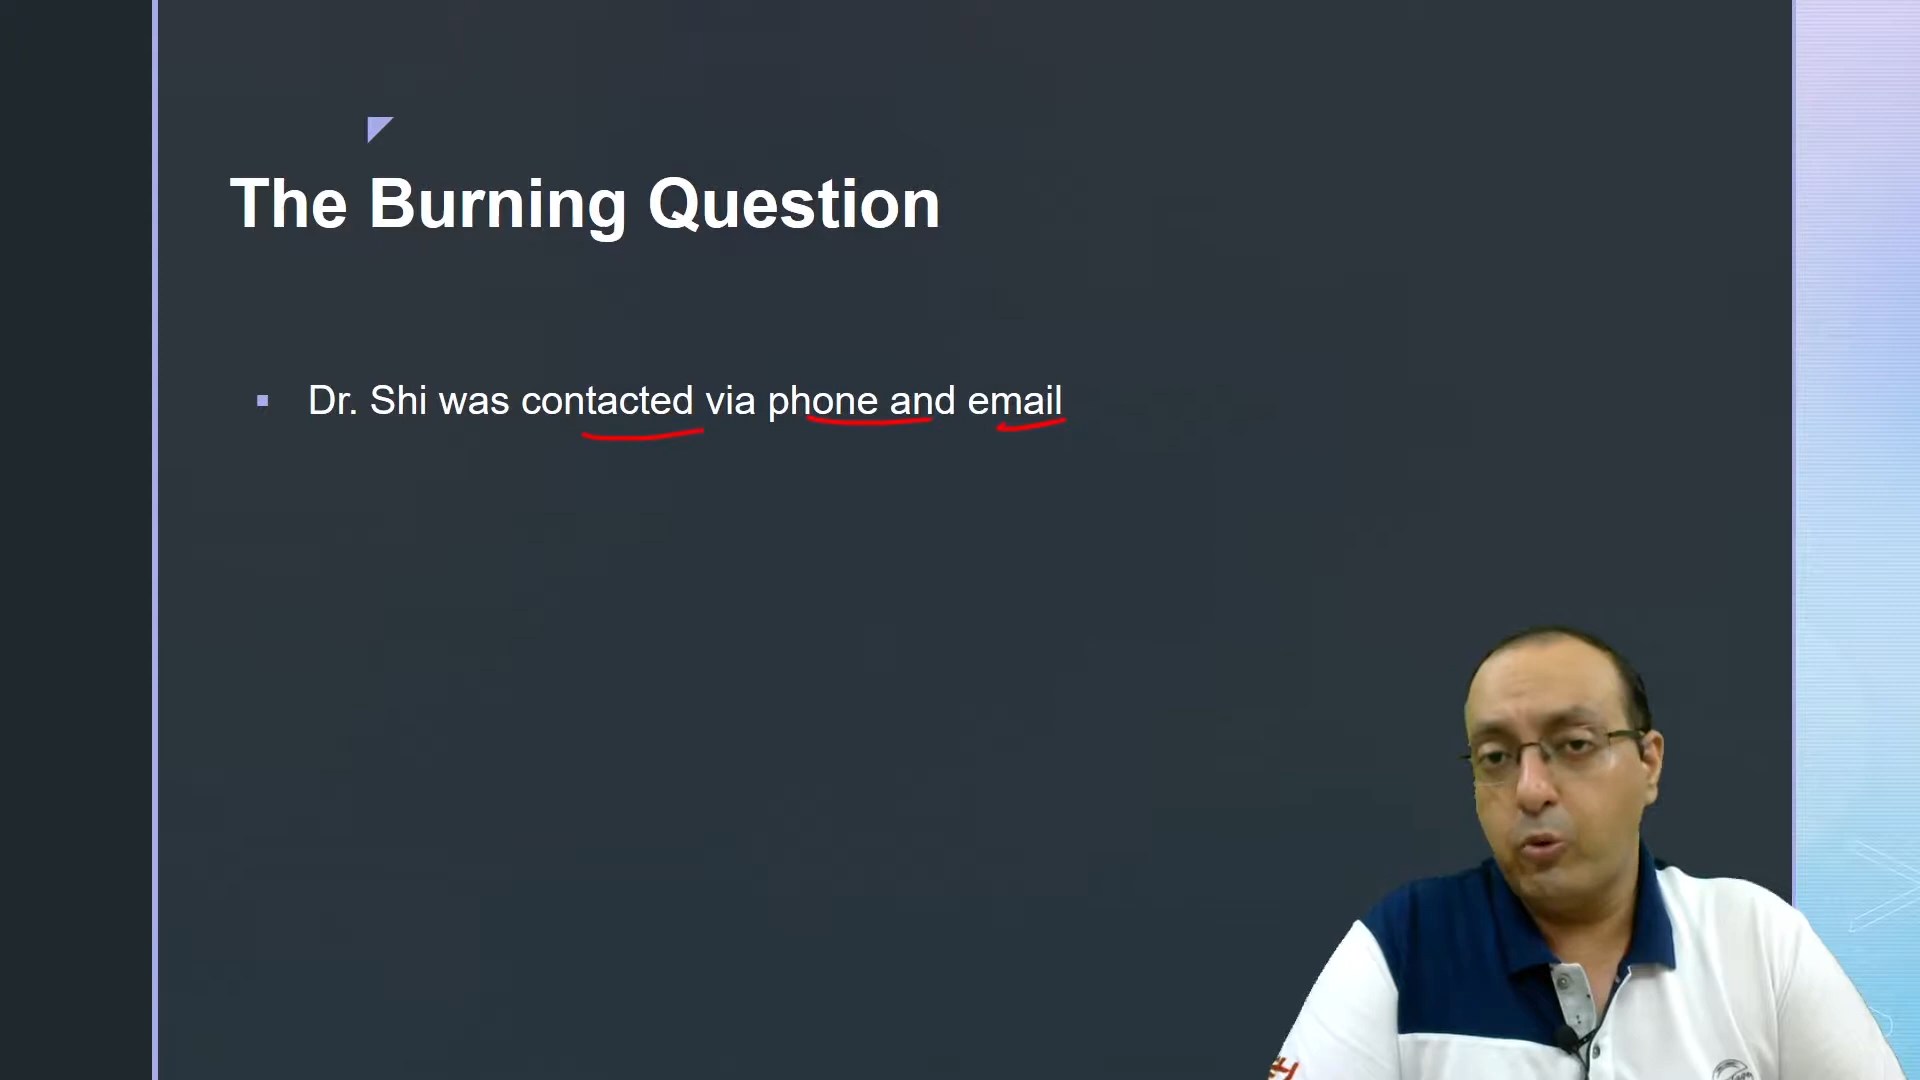 The Burning Question
Dr. Shi was contacted via phone and email